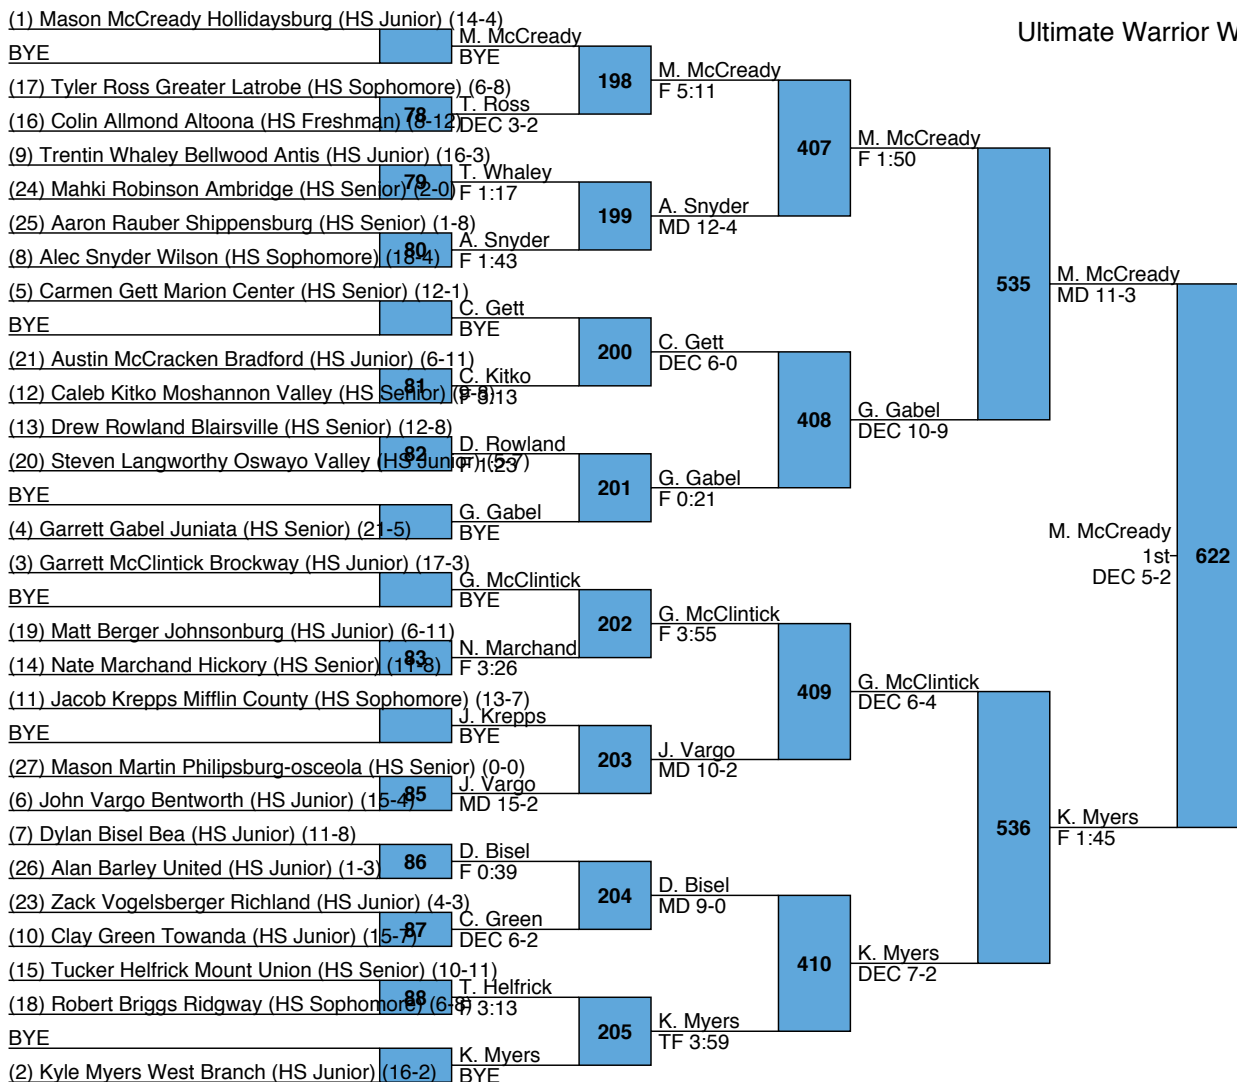 Ultimate Warrior W
(1) Mason McCready Hollidaysburg (HS Junior) (14-4)
BYE
M. McCready
BYE
(17) Tyler Ross Greater Latrobe (HS Sophomore) (6-8)
(16) Colin Allmond Altoona (HS Freshman) (8-12)
78
T. Ross
DEC 3-2
198
M. McCready
F 5:11
(9) Trentin Whaley Bellwood Antis (HS Junior) (16-3)
(24) Mahki Robinson Ambridge (HS Senior) (2-0)
79
T. Whaley
F 1:17
(25) Aaron Rauber Shippensburg (HS Senior) (1-8)
(8) Alec Snyder Wilson (HS Sophomore) (18-4)
80
A. Snyder
F 1:43
199
A. Snyder
MD 12-4
407
M. McCready
F 1:50
(5) Carmen Gett Marion Center (HS Senior) (12-1)
BYE
C. Gett
BYE
(21) Austin McCracken Bradford (HS Junior) (6-11)
(12) Caleb Kitko Moshannon Valley (HS Senior)
81
C. Kitko
200
C. Gett
DEC 6-0
(13) Drew Rowland Blairsville (HS Senior) (12-8)
(20) Steven Langworthy Oswayo Valley (HS Junior) (5-7)
82
D. Rowland
F 1:23
BYE
(4) Garrett Gabel Juniata (HS Senior) (21-5)
G. Gabel
BYE
201
G. Gabel
F 0:21
408
G. Gabel
DEC 10-9
535
M. McCready
MD 11-3
(3) Garrett McClintick Brockway (HS Junior) (17-3)
BYE
G. McClintick
BYE
(19) Matt Berger Johnsonburg (HS Junior) (6-11)
(14) Nate Marchand Hickory (HS Senior) (11-8)
83
N. Marchand
F 3:26
202
G. McClintick
F 3:55
(11) Jacob Krepps Mifflin County (HS Sophomore) (13-7)
BYE
J. Krepps
BYE
(27) Mason Martin Philipsburg-osceola (HS Senior) (0-0)
(6) John Vargo Bentworth (HS Junior) (15-4)
85
J. Vargo
MD 15-2
203
J. Vargo
MD 10-2
409
G. McClintick
DEC 6-4
(7) Dylan Bisel Bea (HS Junior) (11-8)
(26) Alan Barley United (HS Junior) (1-3)
86
D. Bisel
F 0:39
(23) Zack Vogelsberger Richland (HS Junior) (4-3)
(10) Clay Green Towanda (HS Junior) (15-7)
87
C. Green
DEC 6-2
204
D. Bisel
MD 9-0
(15) Tucker Helfrick Mount Union (HS Senior) (10-11)
(18) Robert Briggs Ridgway (HS Sophomore) (6-8)
88
T. Helfrick
F 3:13
BYE
(2) Kyle Myers West Branch (HS Junior) (16-2)
K. Myers
BYE
205
K. Myers
TF 3:59
410
K. Myers
DEC 7-2
536
K. Myers
F 1:45
M. McCready
1st
DEC 5-2
622